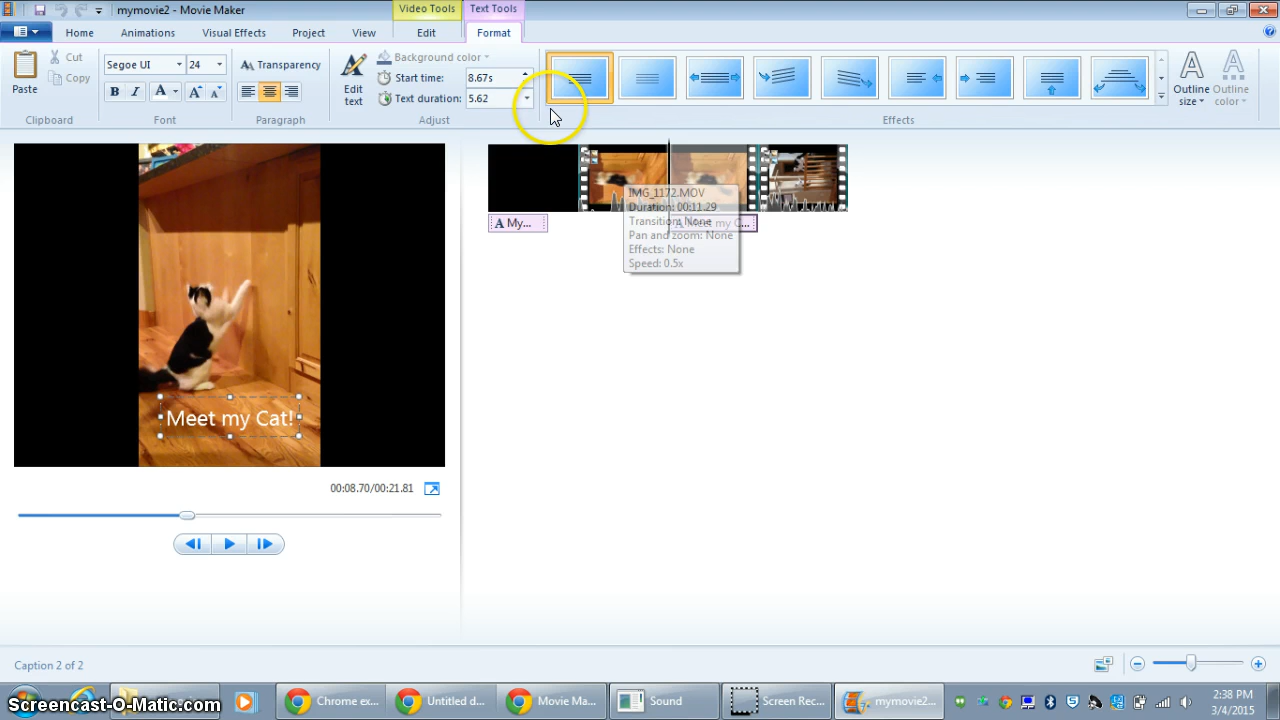 mymovie2 - Movie Maker
Video Tools
Text Tools
Home
Animations
Visual Effects
Project
View
Edit
Format
Paste
Cut
Copy
Clipboard
Segoe UI
24
B I A A A
Font
Transparency
Paragraph
Edit text
Background color
Start time: 8.67s
Text duration: 5.62
Adjust
Effects
Outline size
Outline color
A My...
IMG_1172.MOV
Duration: 00:11.29
Transition: None
Pan and zoom: None
Effects: None
Speed: 0.5x
A Meet my C...
Meet my Cat!
00:08.70/00:21.81
Caption 2 of 2
Screencast-O-Matic.com
Chrome ex...
Untitled d...
Movie Ma...
Sound
Screen Rec...
mymovie2...
2:38 PM
3/4/2015